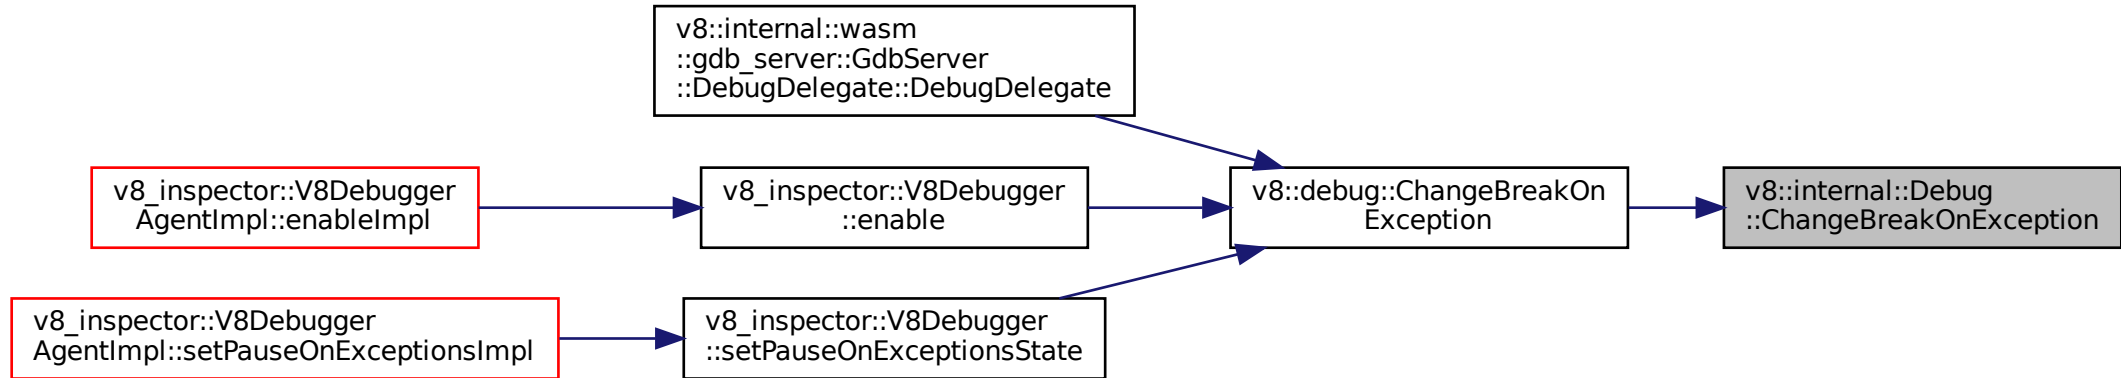 v8::internal::wasm
::gdb_server::GdbServer
::DebugDelegate::DebugDelegate
v8_inspector::V8Debugger
AgentImpl::enableImpl
v8_inspector::V8Debugger
::enable
v8::debug::ChangeBreakOn
Exception
v8::internal::Debug
::ChangeBreakOnException
v8_inspector::V8Debugger
AgentImpl::setPauseOnExceptionsImpl
v8_inspector::V8Debugger
::setPauseOnExceptionsState